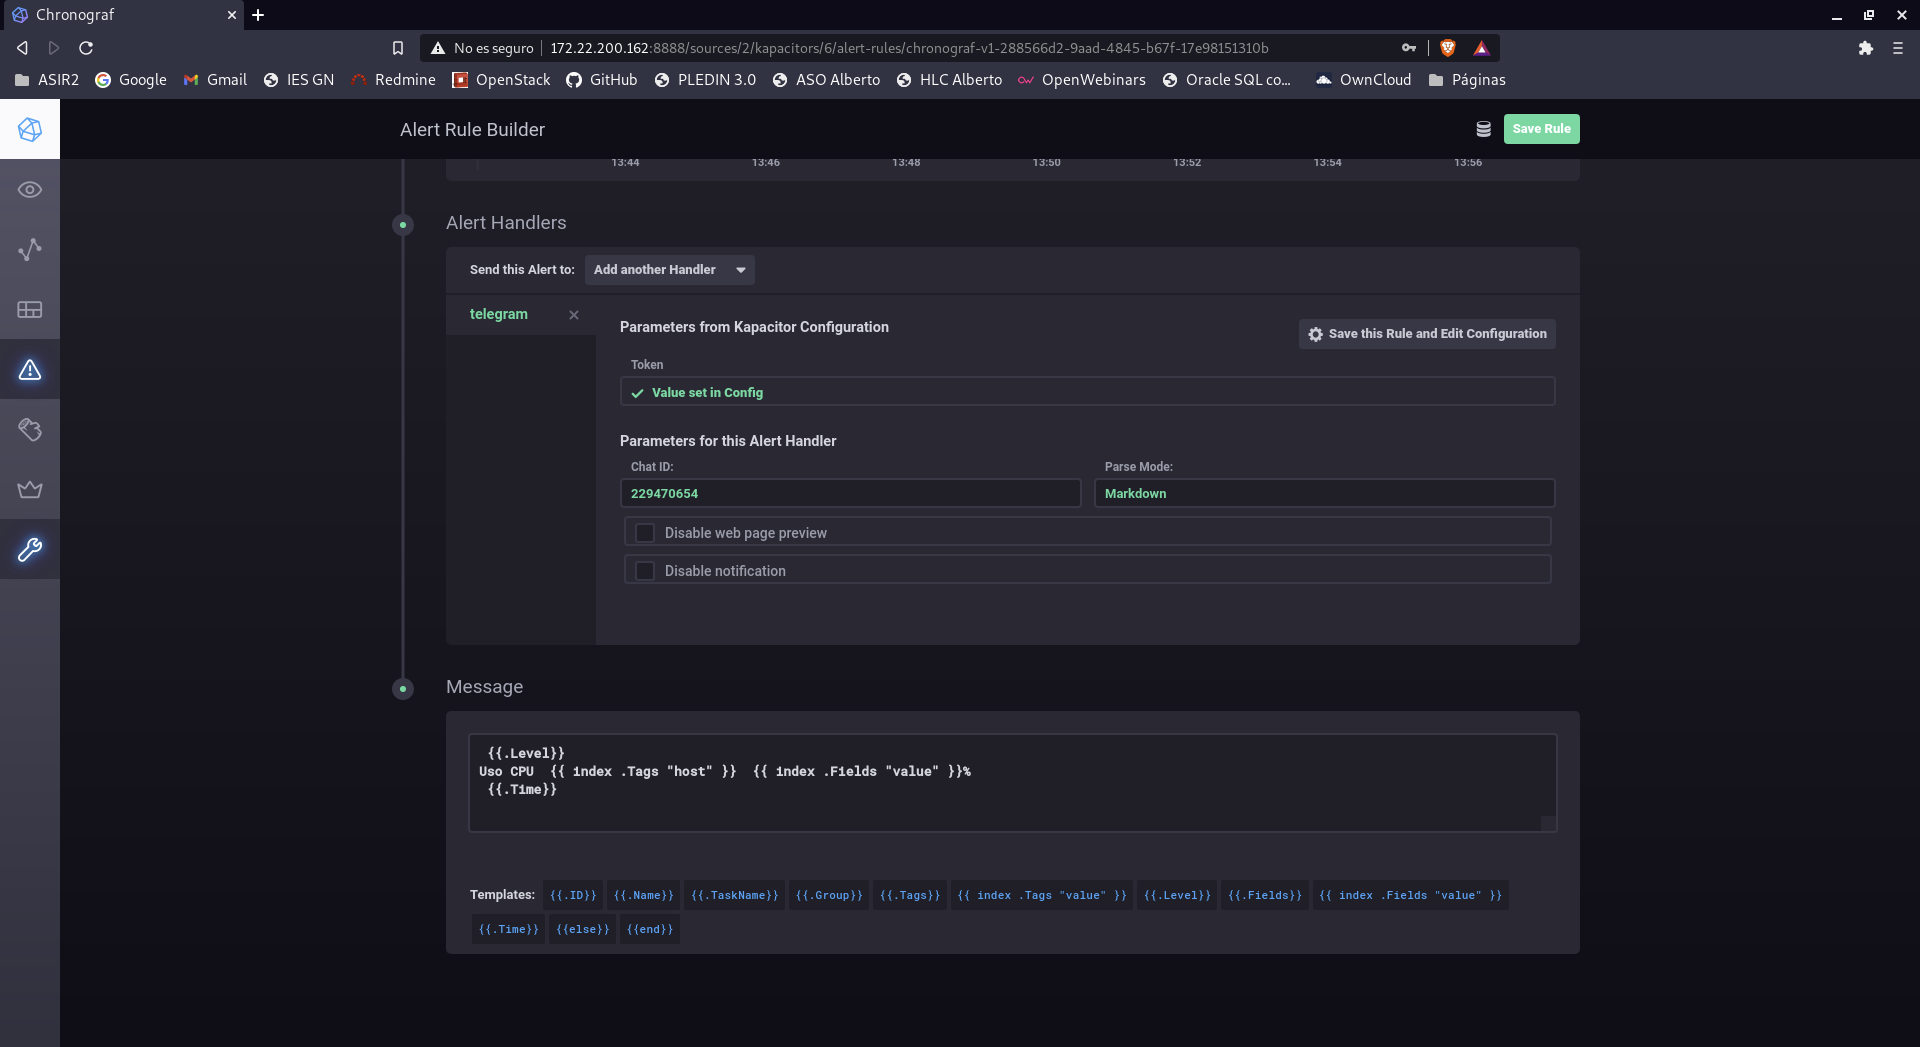 Chronograf
No es seguro 172.22.200.162:8888/sources/2/kapacitors/6/alert-rules/chronograf-v1-288566d2-9aad-4845-b67f-17e98151310b
ASIR2 Google Gmail IES GN Redmine OpenStack GitHub PLEDIN 3.0 ASO Alberto HLC Alberto OpenWebinars Oracle SQL co... OwnCloud Páginas
Alert Rule Builder Save Rule
13:44 13:46 13:48 13:50 13:52 13:54 13:56
Alert Handlers
Send this Alert to: Add another Handler
telegram
Parameters from Kapacitor Configuration
Save this Rule and Edit Configuration
Token
Value set in Config
Parameters for this Alert Handler
Chat ID: Parse Mode:
229470654 Markdown
Disable web page preview
Disable notification
Message
{{.Level}}
Uso CPU {{ index .Tags "host" }} {{ index .Fields "value" }}%
{{.Time}}
Templates: {{.ID}} {{.Name}} {{.TaskName}} {{.Group}} {{.Tags}} {{ index .Tags "value" }} {{.Level}} {{.Fields}} {{ index .Fields "value" }}
{{.Time}} {{else}} {{end}}